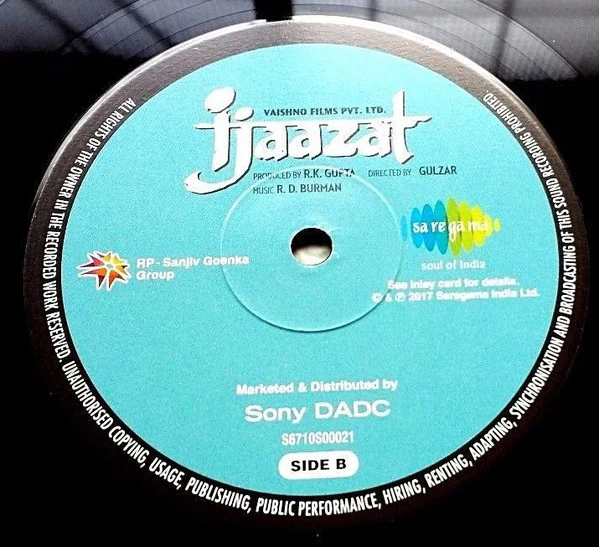 VAISHNO FILMS PVT. LTD.
ijaazat
PRODUCED BY R.K. GUPTA DIRECTED BY GULZAR
MUSIC R. D. BURMAN
sa re ga ma
soul of India
RP-Sanjiv Goenka
Group
See inlay card for details.
© & ℗ 2017 Saregama India Ltd.
Marketed & Distributed by
Sony DADC
S6710S00021
SIDE B
ALL RIGHTS OF THE OWNER IN THE RECORDED WORK RESERVED. UNAUTHORISED COPYING, USAGE, PUBLISHING, PUBLIC PERFORMANCE, HIRING, RENTING, ADAPTING, SYNCHRONISATION AND BROADCASTING OF THIS SOUND RECORDING PROHIBITED.